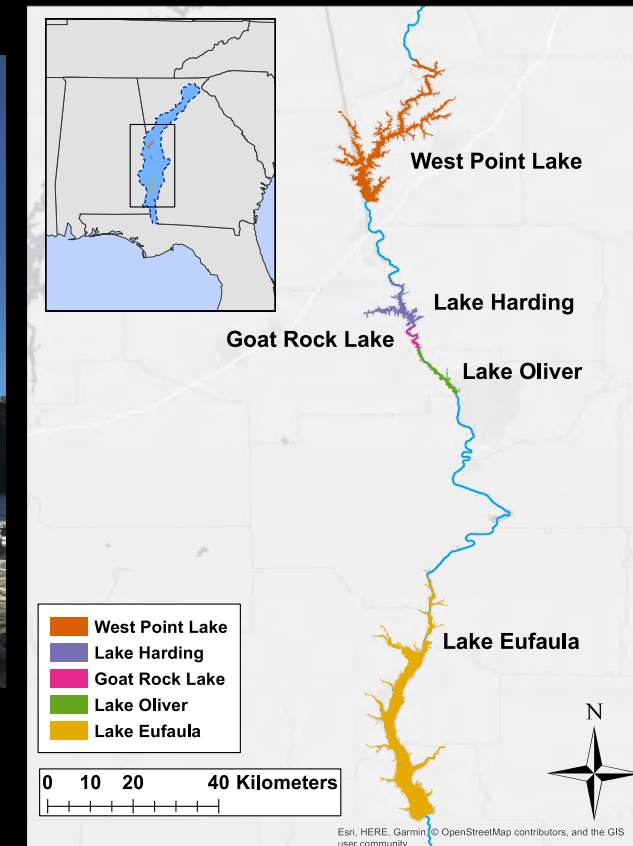 West Point Lake
Lake Harding
Goat Rock Lake
Lake Oliver
Lake Eufaula
West Point Lake
Lake Harding
Goat Rock Lake
Lake Oliver
Lake Eufaula
N
0 10 20 40 Kilometers
Esri, HERE, Garmin, © OpenStreetMap contributors, and the GIS
user community